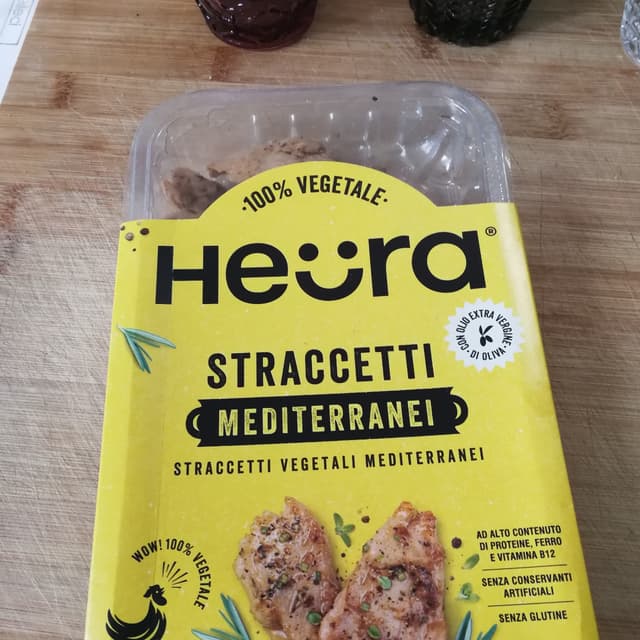 ·100% VEGETALE·
Heüra®
·CON OLIO EXTRA VERGINE·
DI OLIVA
STRACCETTI
MEDITERRANEI
STRACCETTI VEGETALI MEDITERRANEI
WOW! 100% VEGETALE
AD ALTO CONTENUTO
DI PROTEINE, FERRO
E VITAMINA B12
SENZA CONSERVANTI
ARTIFICIALI
SENZA GLUTINE